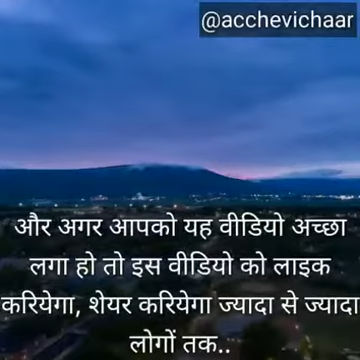 @acchevichaar
और अगर आपको यह वीडियो अच्छा
लगा हो तो इस वीडियो को लाइक
करियेगा, शेयर करियेगा ज्यादा से ज्यादा
लोगों तक..